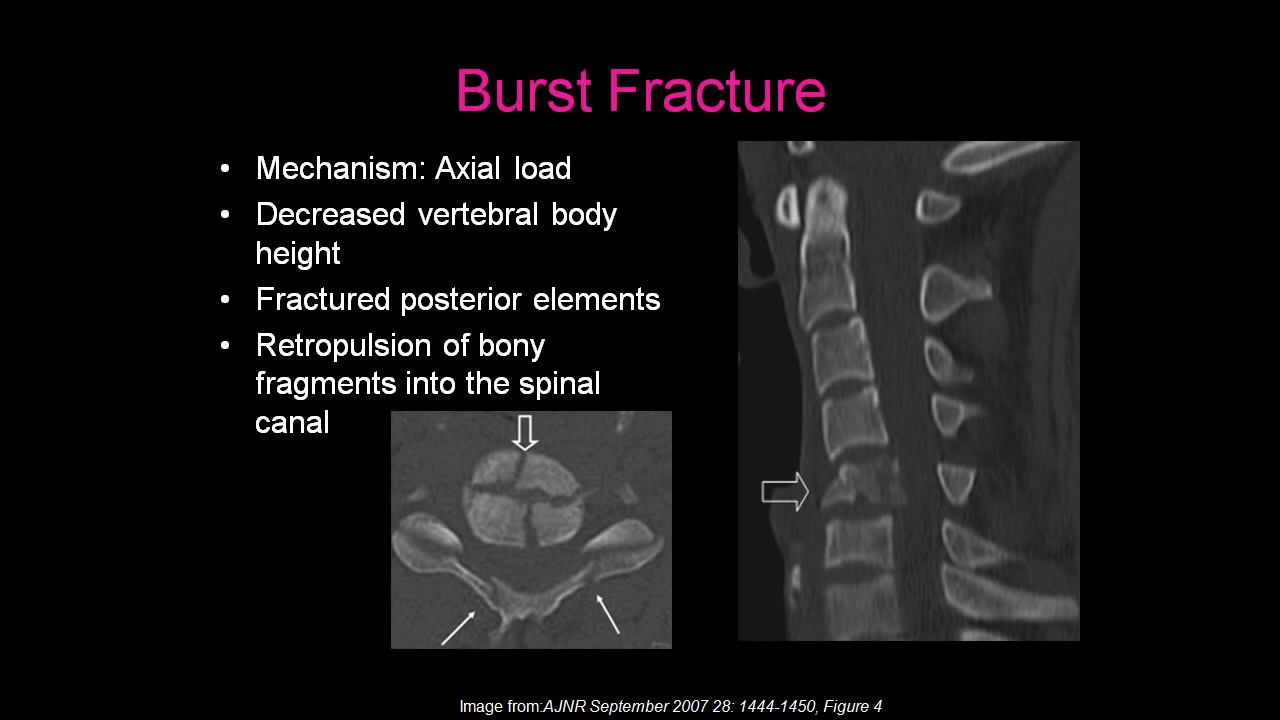 Burst Fracture
• Mechanism: Axial load
• Decreased vertebral body
height
• Fractured posterior elements
• Retropulsion of bony
fragments into the spinal
canal
Image from:AJNR September 2007 28: 1444-1450, Figure 4